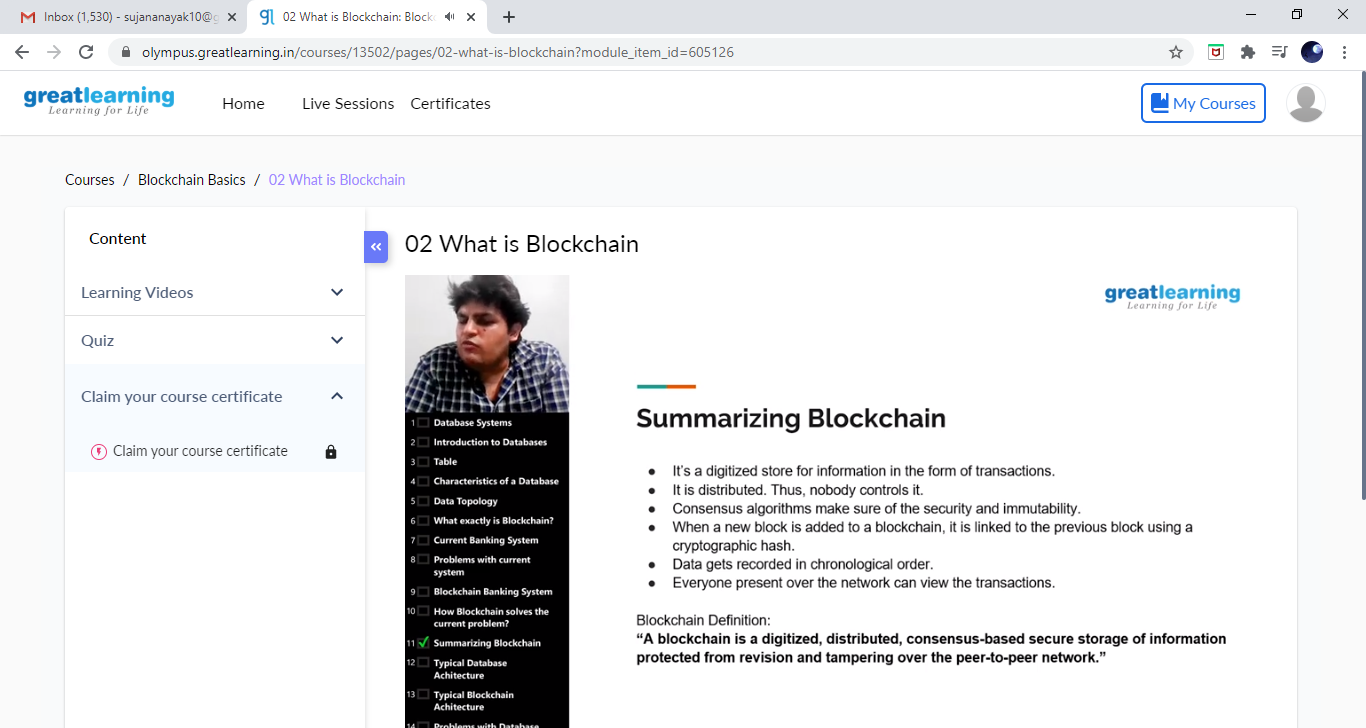 Inbox (1,530) - sujananayak10@g
02 What is Blockchain: Block
olympus.greatlearning.in/courses/13502/pages/02-what-is-blockchain?module_item_id=605126
greatlearning
Learning for Life
Home
Live Sessions
Certificates
My Courses
Courses / Blockchain Basics / 02 What is Blockchain
Content
Learning Videos
Quiz
Claim your course certificate
Claim your course certificate
02 What is Blockchain
1 Database Systems
2 Introduction to Databases
3 Table
4 Characteristics of a Database
5 Data Topology
6 What exactly is Blockchain?
7 Current Banking System
8 Problems with current
system
9 Blockchain Banking System
10 How Blockchain solves the
current problem?
11 Summarizing Blockchain
12 Typical Database
Achitecture
13 Typical Blockchain
Achitecture
14 Problems with Database
greatlearning
Learning for Life
Summarizing Blockchain
● It's a digitized store for information in the form of transactions.
● It is distributed. Thus, nobody controls it.
● Consensus algorithms make sure of the security and immutability.
● When a new block is added to a blockchain, it is linked to the previous block using a
cryptographic hash.
● Data gets recorded in chronological order.
● Everyone present over the network can view the transactions.
Blockchain Definition:
“A blockchain is a digitized, distributed, consensus-based secure storage of information
protected from revision and tampering over the peer-to-peer network.”